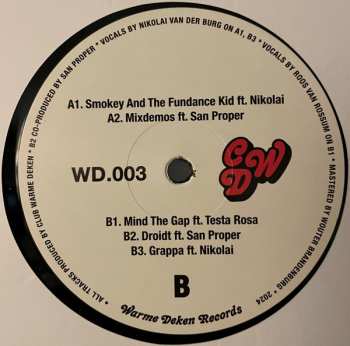 * ALL TRACKS PRODUCED BY CLUB WARME DEKEN * B2 CO-PRODUCED BY SAN PROPER * VOCALS BY NIKOLAI VAN DER BURG ON A1, B3 * VOCALS BY ROOS VAN ROSSUM ON B1 * MASTERED BY WOUTER BRANDENBURG * 2024
A1. Smokey And The Fundance Kid ft. Nikolai
A2. Mixdemos ft. San Proper
WD.003
CWD
B1. Mind The Gap ft. Testa Rosa
B2. Droidt ft. San Proper
B3. Grappa ft. Nikolai
B
Warme Deken Records